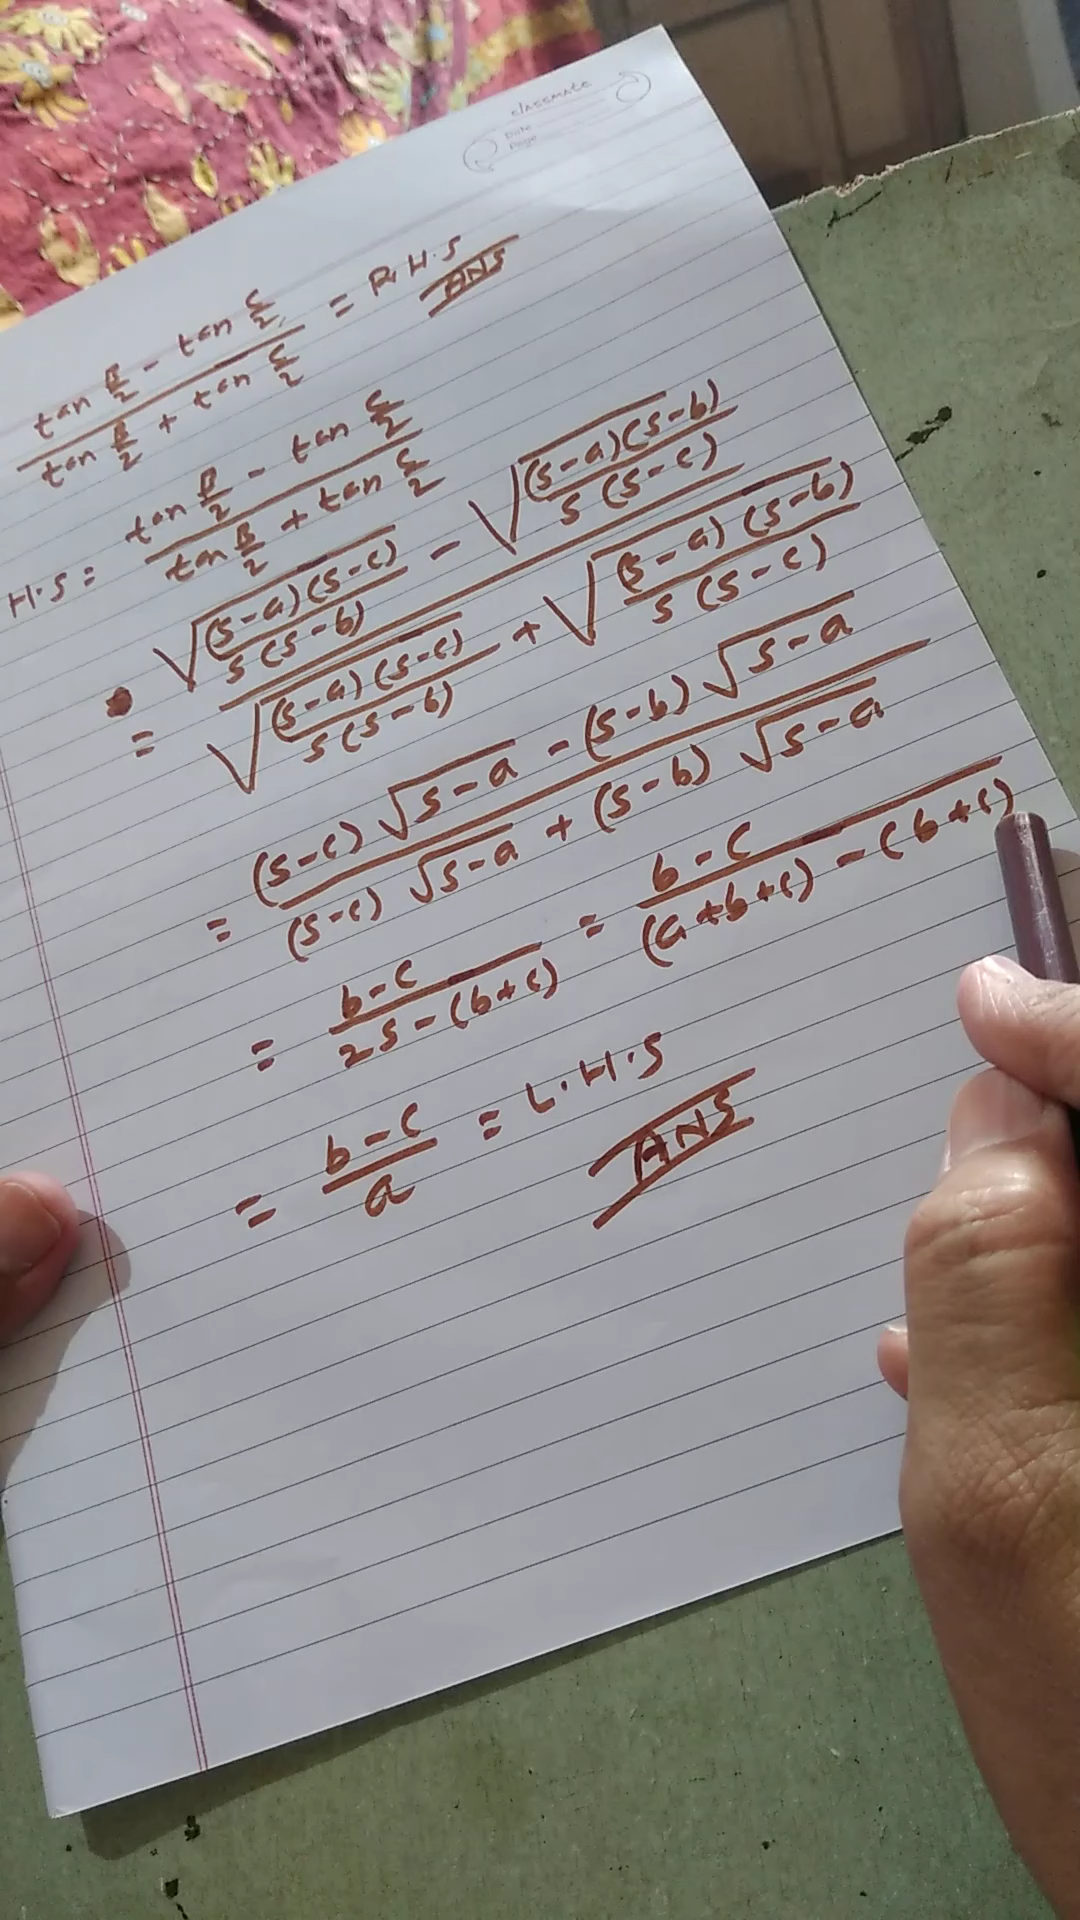 classmate
Date
Page
(tan B/2 - tan C/2) / (tan B/2 + tan C/2) = R.H.S
ANS
H.S = (tan B/2 - tan C/2) / (tan B/2 + tan C/2)
= (√((s-a)(s-c) / s(s-b)) - √((s-a)(s-b) / s(s-c))) / (√((s-a)(s-c) / s(s-b)) + √((s-a)(s-b) / s(s-c)))
= ((s-c) √(s-a) - (s-b) √(s-a)) / ((s-c) √(s-a) + (s-b) √(s-a))
= (b-c) / (2s-(b+c)) = (b-c) / ((a+b+c)-(b+c))
= (b-c) / a = L.H.S
ANS